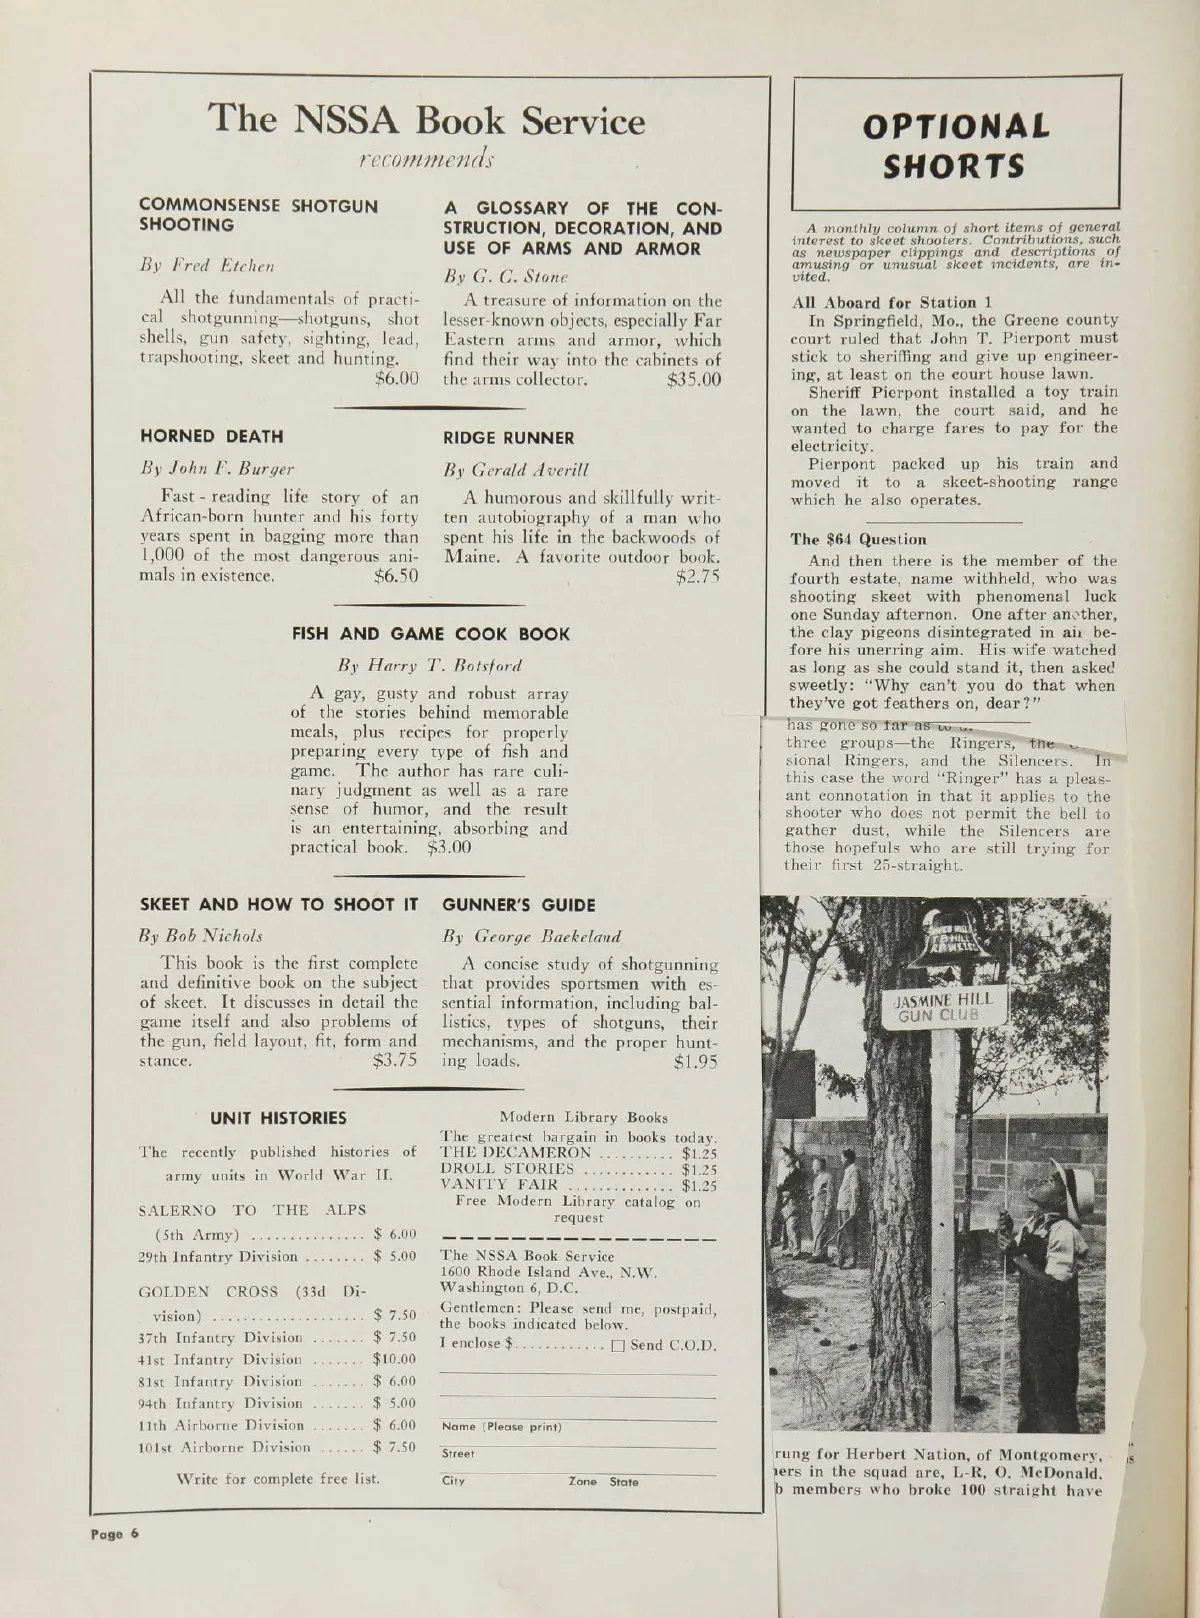 The NSSA Book Service
recommends
COMMONSENSE SHOTGUN
SHOOTING
By Fred Etchen
All the fundamentals of practi-
cal shotgunning—shotguns, shot
shells, gun safety, sighting, lead,
trapshooting, skeet and hunting.
$6.00
A GLOSSARY OF THE CON-
STRUCTION, DECORATION, AND
USE OF ARMS AND ARMOR
By G. C. Stone
A treasure of information on the
lesser-known objects, especially Far
Eastern arms and armor, which
find their way into the cabinets of
the arms collector. $35.00
HORNED DEATH
By John F. Burger
Fast-reading life story of an
African-born hunter and his forty
years spent in bagging more than
1,000 of the most dangerous ani-
mals in existence. $6.50
RIDGE RUNNER
By Gerald Averill
A humorous and skillfully writ-
ten autobiography of a man who
spent his life in the backwoods of
Maine. A favorite outdoor book.
$2.75
FISH AND GAME COOK BOOK
By Harry T. Botsford
A gay, gusty and robust array
of the stories behind memorable
meals, plus recipes for properly
preparing every type of fish and
game. The author has rare culi-
nary judgment as well as a rare
sense of humor, and the result
is an entertaining, absorbing and
practical book. $3.00
SKEET AND HOW TO SHOOT IT
By Bob Nichols
This book is the first complete
and definitive book on the subject
of skeet. It discusses in detail the
game itself and also problems of
the gun, field layout, fit, form and
stance. $3.75
GUNNER'S GUIDE
By George Baekeland
A concise study of shotgunning
that provides sportsmen with es-
sential information, including bal-
listics, types of shotguns, their
mechanisms, and the proper hunt-
ing loads. $1.95
UNIT HISTORIES
The recently published histories of
army units in World War II.
SALERNO TO THE ALPS
(5th Army) ............... $ 6.00
29th Infantry Division ........ $ 5.00
GOLDEN CROSS (33d Di-
vision) .................... $ 7.50
37th Infantry Division ....... $ 7.50
41st Infantry Division ....... $10.00
81st Infantry Division ....... $ 6.00
94th Infantry Division ....... $ 5.00
11th Airborne Division ....... $ 6.00
101st Airborne Division ...... $ 7.50
Write for complete free list.
Modern Library Books
The greatest bargain in books today.
THE DECAMERON .......... $1.25
DROLL STORIES ............ $1.25
VANITY FAIR .............. $1.25
Free Modern Library catalog on
request
The NSSA Book Service
1600 Rhode Island Ave., N.W.
Washington 6, D.C.
Gentlemen: Please send me, postpaid,
the books indicated below.
I enclose $............ □ Send C.O.D.
Name (Please print)
Street
City Zone State
Page 6
OPTIONAL
SHORTS
A monthly column of short items of general
interest to skeet shooters. Contributions, such
as newspaper clippings and descriptions of
amusing or unusual skeet incidents, are in-
vited.
All Aboard for Station 1
In Springfield, Mo., the Greene county
court ruled that John T. Pierpont must
stick to sheriffing and give up engineer-
ing, at least on the court house lawn.
Sheriff Pierpont installed a toy train
on the lawn, the court said, and he
wanted to charge fares to pay for the
electricity.
Pierpont packed up his train and
moved it to a skeet-shooting range
which he also operates.
The $64 Question
And then there is the member of the
fourth estate, name withheld, who was
shooting skeet with phenomenal luck
one Sunday afternon. One after another,
the clay pigeons disintegrated in air be-
fore his unerring aim. His wife watched
as long as she could stand it, then asked
sweetly: "Why can't you do that when
they've got feathers on, dear?"
has gone so far as to
three groups—the Ringers, the
sional Ringers, and the Silencers. In
this case the word "Ringer" has a pleas-
ant connotation in that it applies to the
shooter who does not permit the bell to
gather dust, while the Silencers are
those hopefuls who are still trying for
their first 25-straight.
JASMINE HILL
GUN CLUB
rung for Herbert Nation, of Montgomery,
ers in the squad are, L-R, O. McDonald,
b members who broke 100 straight have